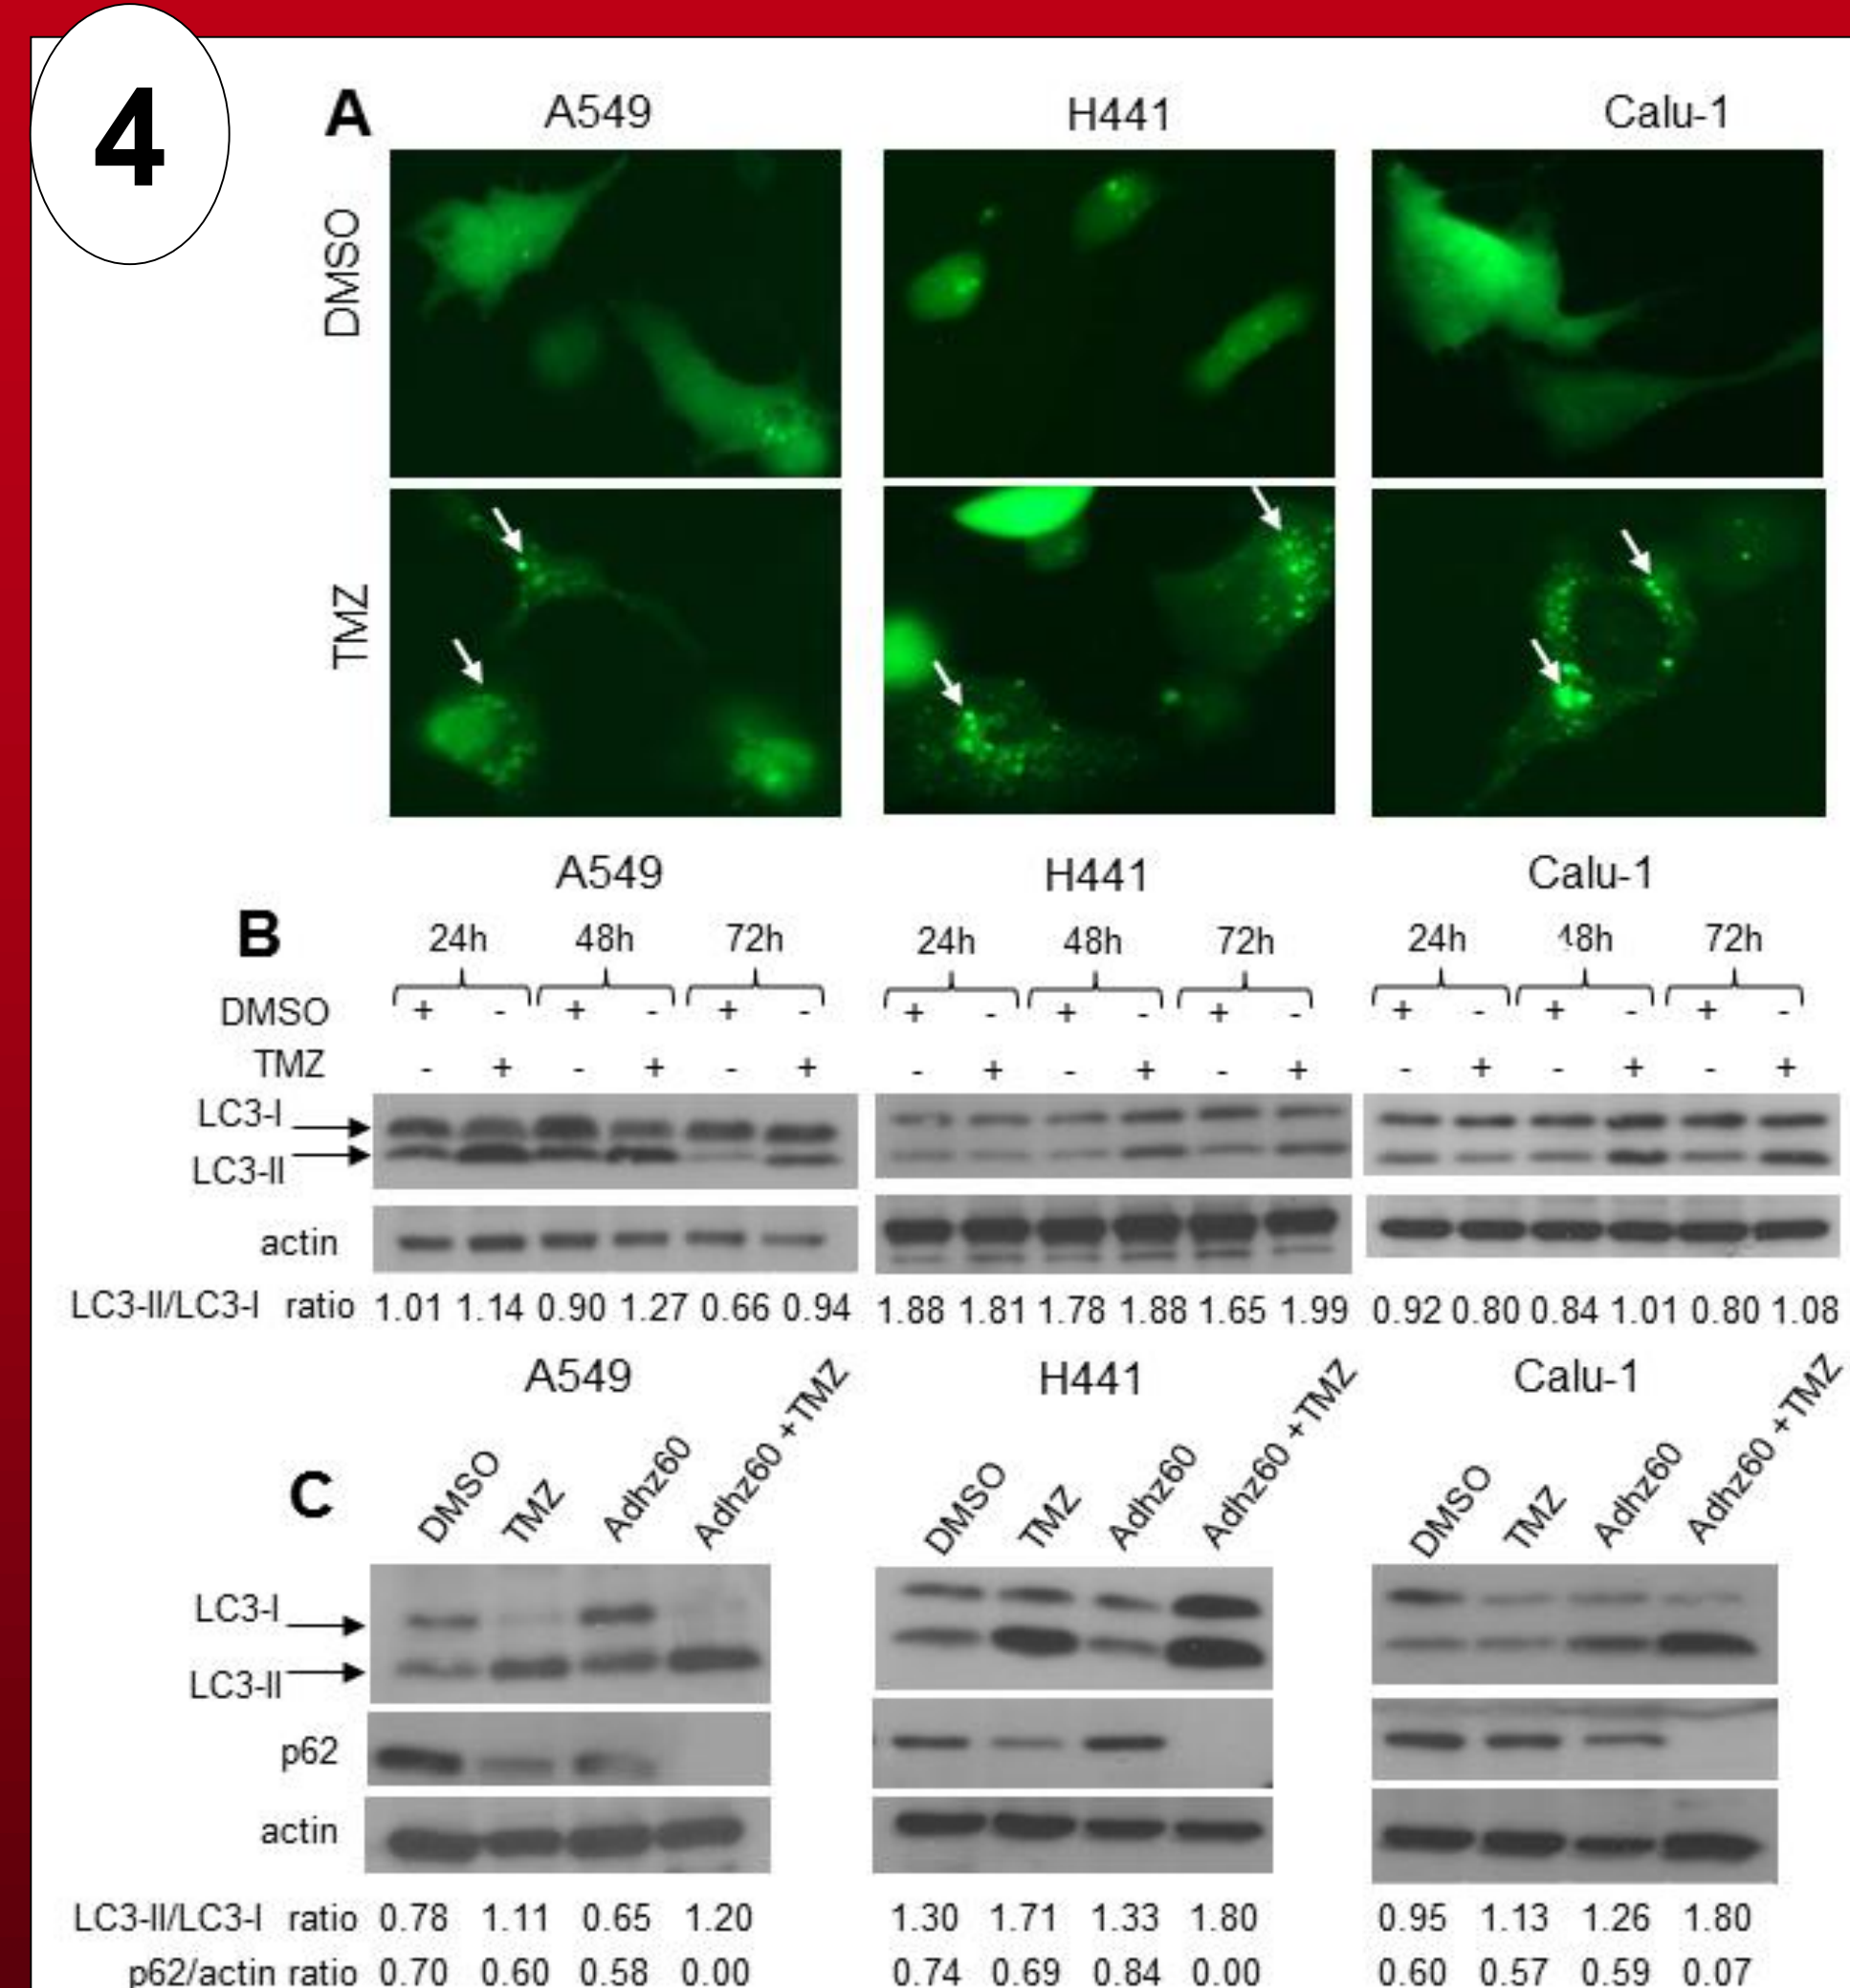 4
A
A549 H441 Calu-1
DMSO
TMZ
A549 H441 Calu-1
B
24h 48h 72h 24h 48h 72h 24h 48h 72h
DMSO + - + - + - + - + - + - + - + - + -
TMZ - + - + - + - + - + - + - + - + - +
LC3-I
LC3-II
actin
LC3-II/LC3-I ratio 1.01 1.14 0.90 1.27 0.66 0.94 1.88 1.81 1.78 1.88 1.65 1.99 0.92 0.80 0.84 1.01 0.80 1.08
A549 H441 Calu-1
C
DMSO TMZ Adhz60 Adhz60 +TMZ DMSO TMZ Adhz60 Adhz60 +TMZ DMSO TMZ Adhz60 Adhz60 +TMZ
LC3-I
LC3-II
p62
actin
LC3-II/LC3-I ratio 0.78 1.11 0.65 1.20 1.30 1.71 1.33 1.80 0.95 1.13 1.26 1.80
p62/actin ratio 0.70 0.60 0.58 0.00 0.74 0.69 0.84 0.00 0.60 0.57 0.59 0.07